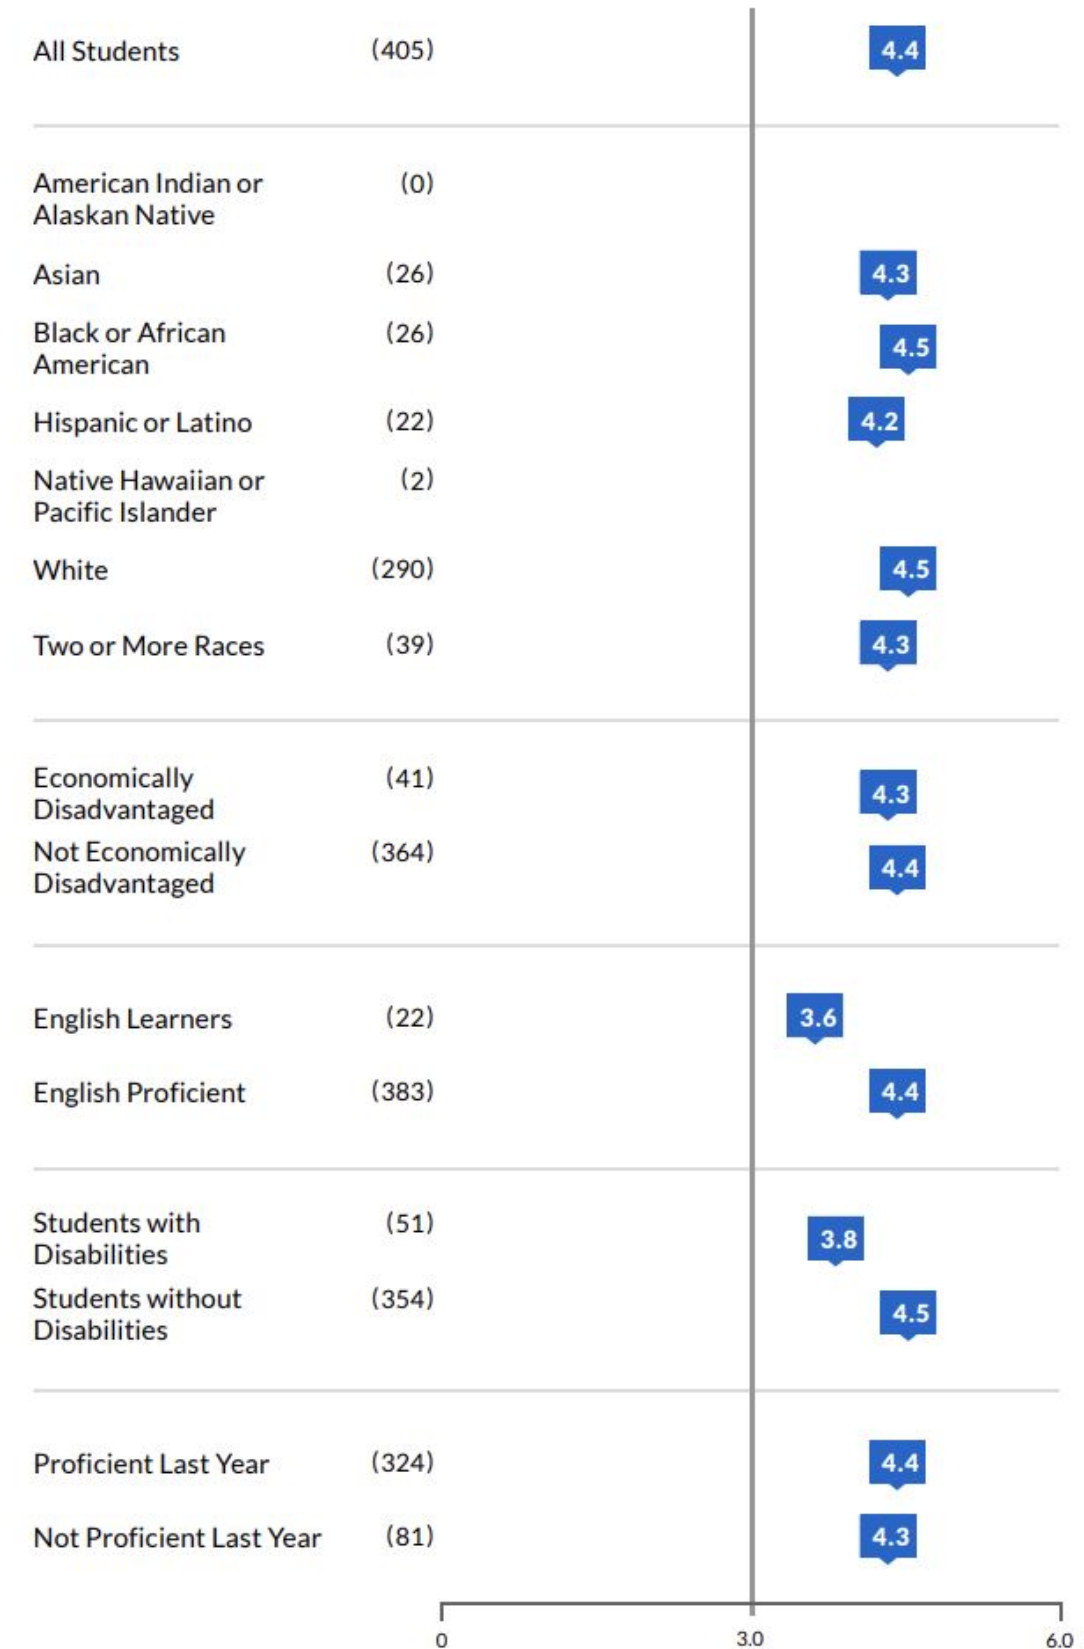 All Students (405) 4.4
American Indian or (0)
Alaskan Native
Asian (26) 4.3
Black or African (26)
American 4.5
Hispanic or Latino (22) 4.2
Native Hawaiian or (2)
Pacific Islander
White (290) 4.5
Two or More Races (39) 4.3
Economically (41)
Disadvantaged 4.3
Not Economically (364)
Disadvantaged 4.4
English Learners (22) 3.6
English Proficient (383) 4.4
Students with (51)
Disabilities 3.8
Students without (354)
Disabilities 4.5
Proficient Last Year (324) 4.4
Not Proficient Last Year (81) 4.3
0 3.0 6.0